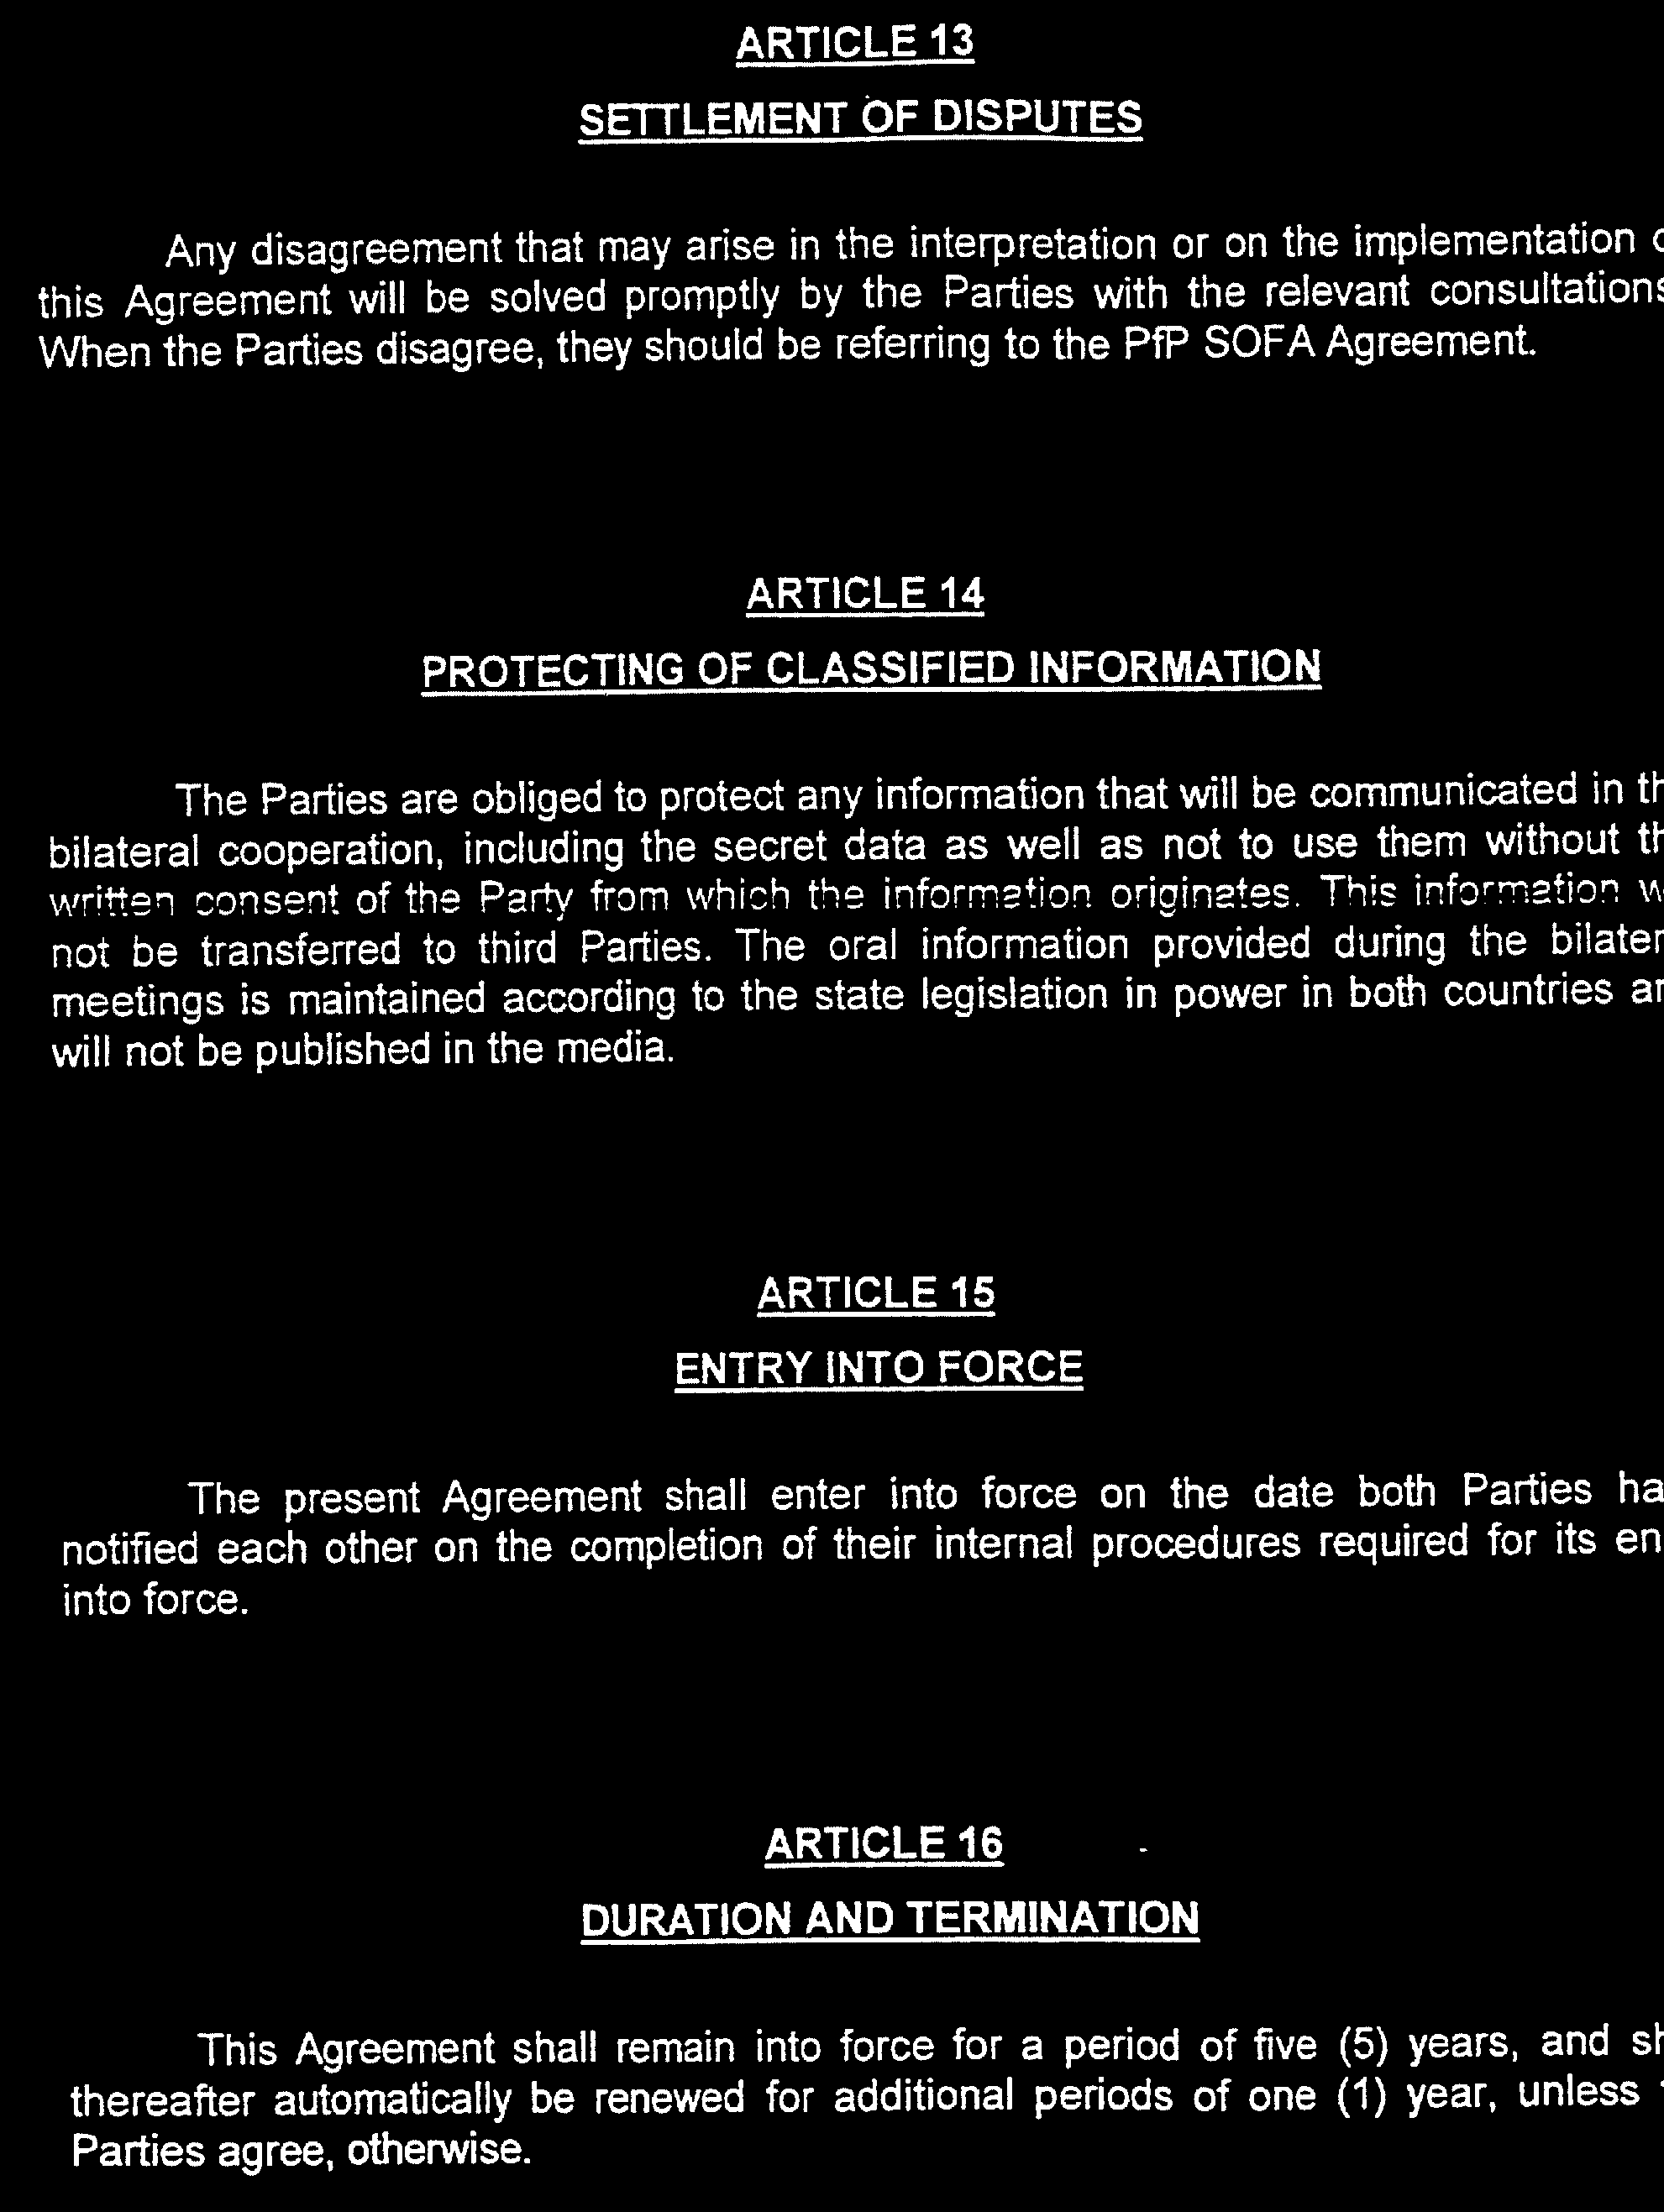 ARTICLE 13
SETTLEMENT OF DISPUTES
Any disagreement that may arise in the interpretation or on the implementation
this Agreement will be solved promptly by the Parties with the relevant consultations
When the Parties disagree, they should be referring to the PfP SOFA Agreement.
ARTICLE 14
PROTECTING OF CLASSIFIED INFORMATION
The Parties are obliged to protect any information that will be communicated in th
bilateral cooperation, including the secret data as well as not to use them without th
written consent of the Party from which the information originates. This information w
not be transferred to third Parties. The oral information provided during the bilater
meetings is maintained according to the state legislation in power in both countries an
will not be published in the media.
ARTICLE 15
ENTRY INTO FORCE
The present Agreement shall enter into force on the date both Parties ha
notified each other on the completion of their internal procedures required for its en
into force.
ARTICLE 16
DURATION AND TERMINATION
This Agreement shall remain into force for a period of five (5) years, and sh
thereafter automatically be renewed for additional periods of one (1) year, unless
Parties agree, otherwise.